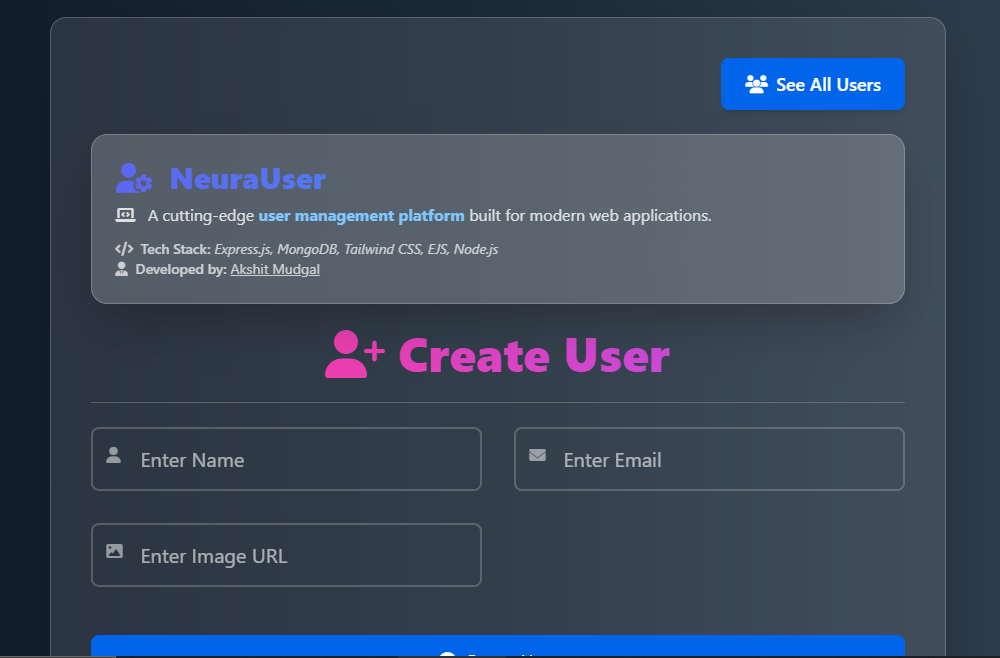 See All Users
NeuraUser
A cutting-edge user management platform built for modern web applications.
Tech Stack: Express.js, MongoDB, Tailwind CSS, EJS, Node.js
Developed by: Akshit Mudgal
Create User
Enter Name
Enter Email
Enter Image URL